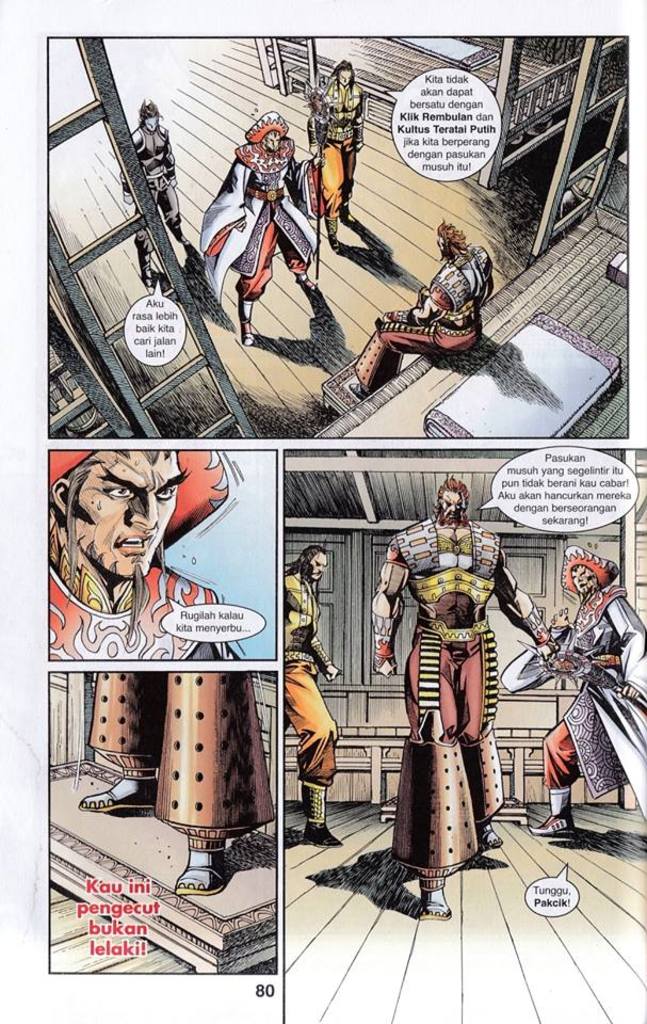 Kita tidak
akan dapat
bersatu dengan
Klik Rembulan dan
Kultus Teratai Putih
jika kita berperang
dengan pasukan
musuh itu!
Aku
rasa lebih
baik kita
cari jalan
lain!
Rugilah kalau
kita menyerbu...
Kau ini
pengecut
bukan
lelaki!
Pasukan
musuh yang segelintir itu
pun tidak berani kau cabar!
Aku akan hancurkan mereka
dengan berseorangan
sekarang!
Tunggu,
Pakcik!
80